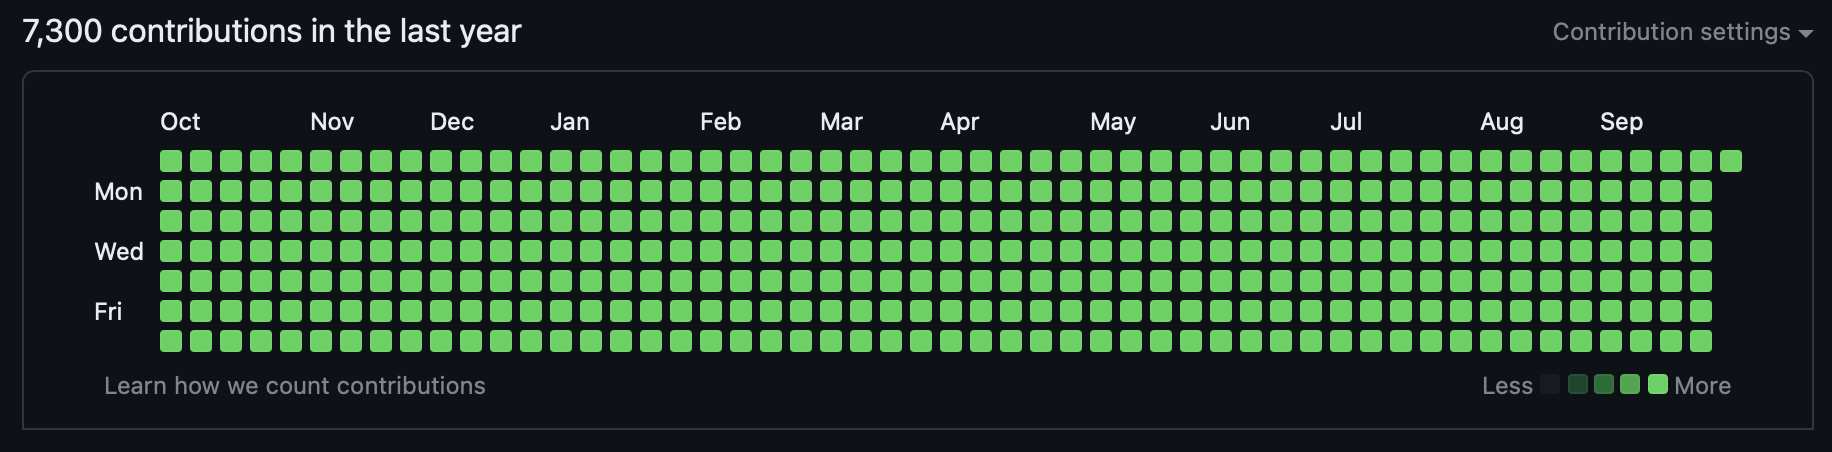 7,300 contributions in the last year
Contribution settings
Oct Nov Dec Jan Feb Mar Apr May Jun Jul Aug Sep
Mon
Wed
Fri
Learn how we count contributions
Less More